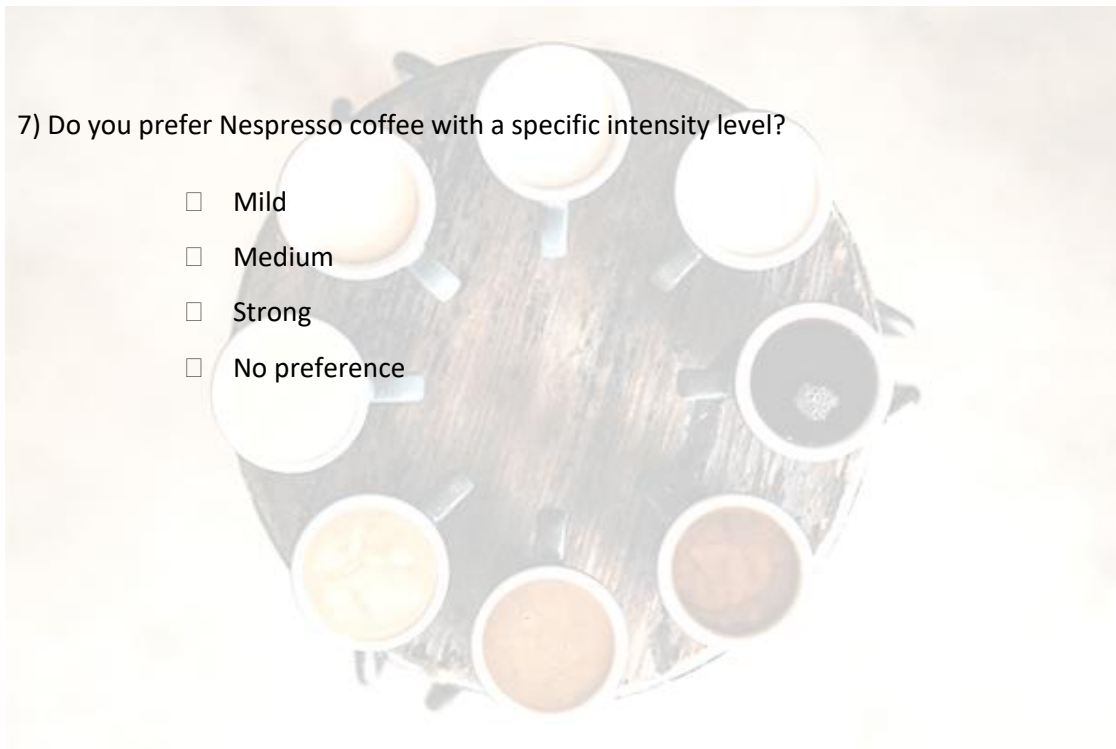 7) Do you prefer Nespresso coffee with a specific intensity level?
☐ Mild
☐ Medium
☐ Strong
☐ No preference